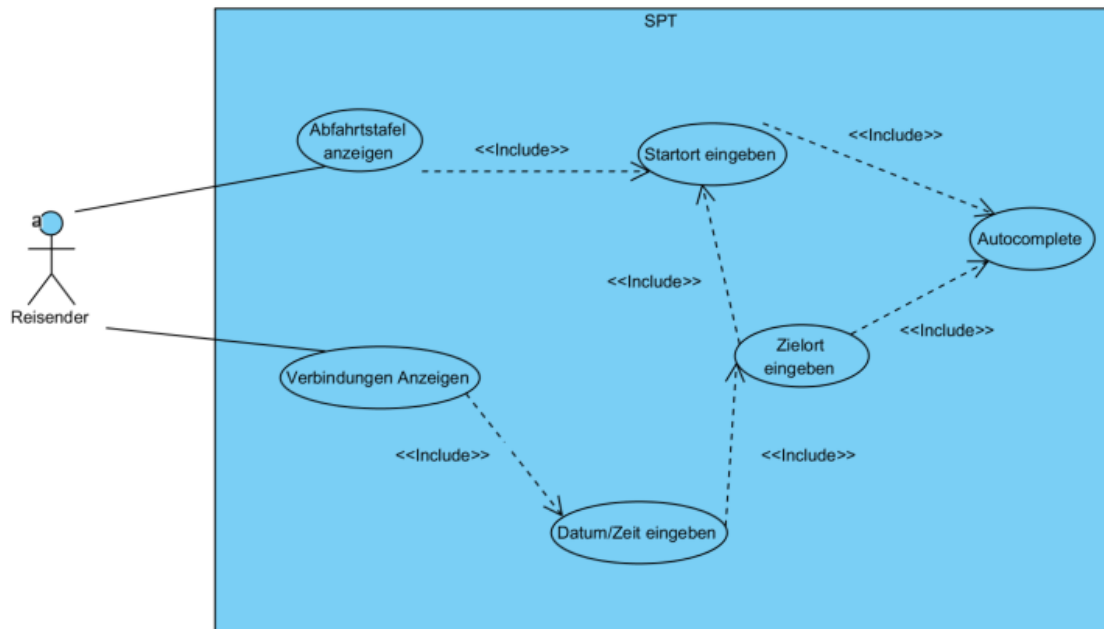 SPT
Abfahrtstafel
anzeigen
<<Include>>
Startort eingeben
<<Include>>
Autocomplete
a
Reisender
<<Include>>
Zielort
eingeben
<<Include>>
Verbindungen Anzeigen
<<Include>>
<<Include>>
Datum/Zeit eingeben